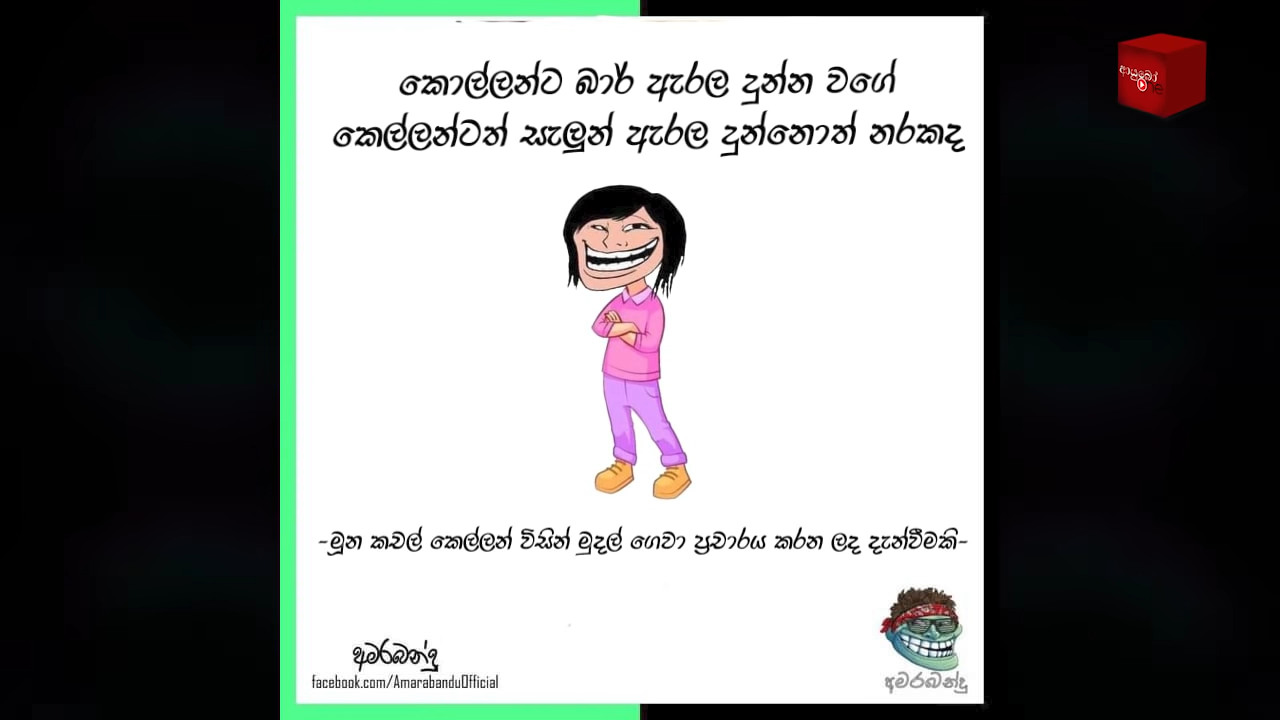 කොල්ලන්ට බාර් ඇරල දුන්න වගේ
කෙල්ලන්ටත් සැලුන් ඇරල දුන්නොත් නරකද
-මූන කචල් කෙල්ලන් විසින් මුදල් ගෙවා ප්‍රචාරය කරන ලද දැන්වීමකි-
අමරබන්දු
facebook.com/AmarabanduOfficial
අමරබන්දු